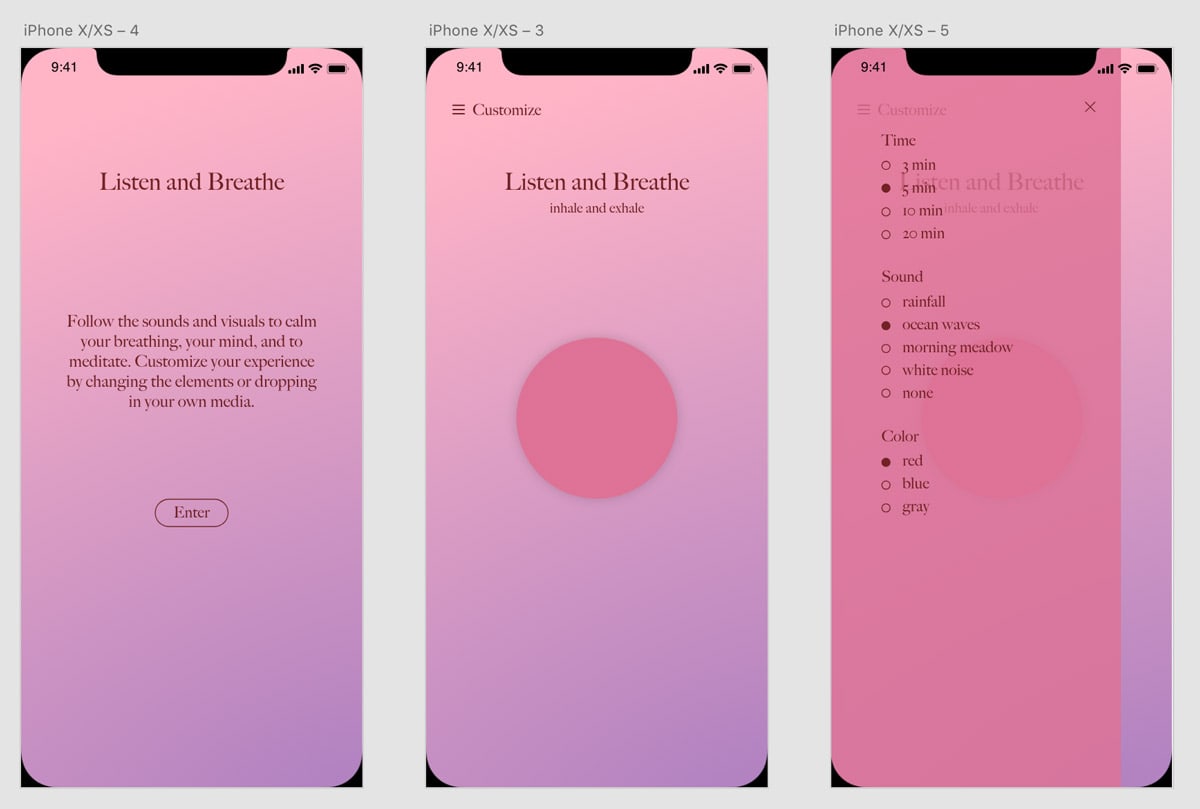 iPhone X/XS – 4
9:41
Listen and Breathe
Follow the sounds and visuals to calm
your breathing, your mind, and to
meditate. Customize your experience
by changing the elements or dropping
in your own media.
Enter
iPhone X/XS – 3
9:41
Customize
Listen and Breathe
inhale and exhale
iPhone X/XS – 5
9:41
Customize
Listen and Breathe
inhale and exhale
Time
3 min
5 min
10 min
20 min
Sound
rainfall
ocean waves
morning meadow
white noise
none
Color
red
blue
gray